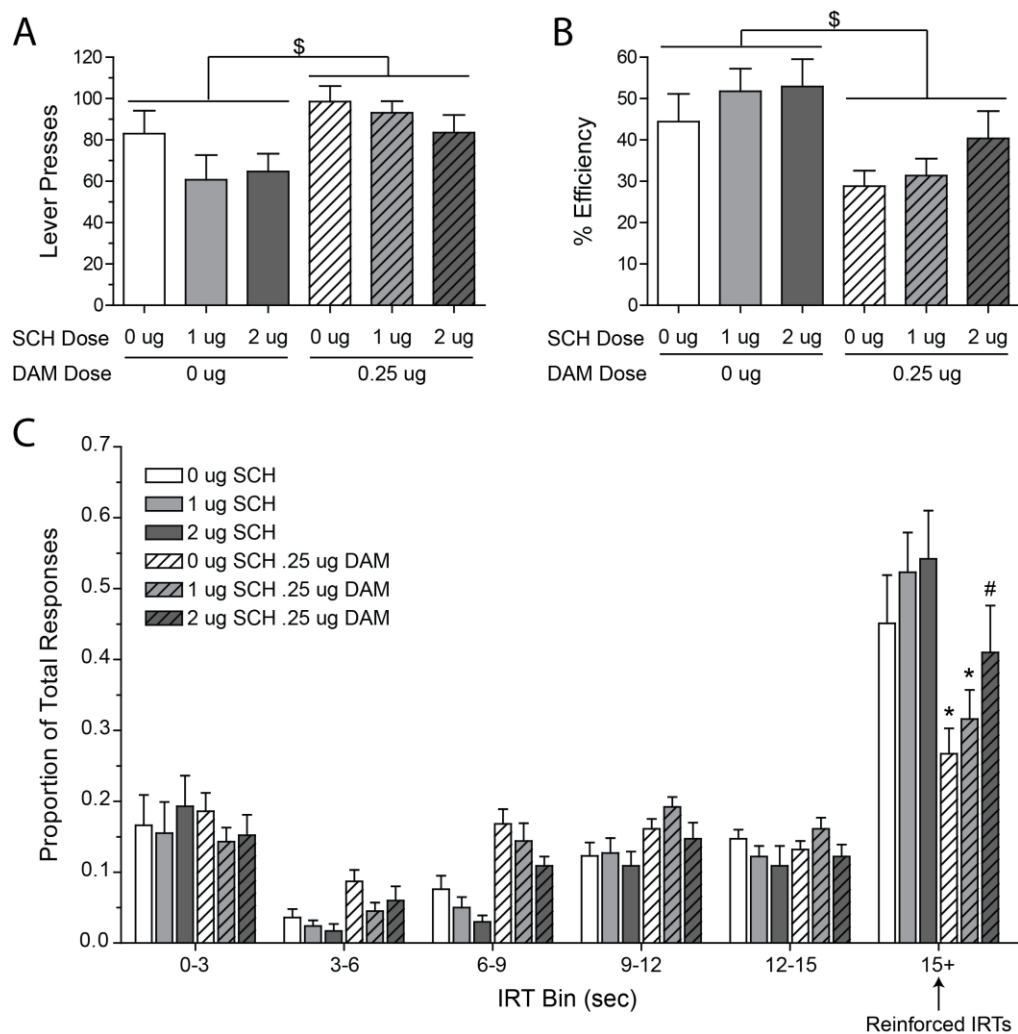 A
$
120
100
80
60
40
20
0
Lever Presses
SCH Dose 0 ug 1 ug 2 ug 0 ug 1 ug 2 ug
DAM Dose 0 ug 0.25 ug
B
$
60
50
40
30
20
10
0
% Efficiency
SCH Dose 0 ug 1 ug 2 ug 0 ug 1 ug 2 ug
DAM Dose 0 ug 0.25 ug
C
0.7
0.6
0.5
0.4
0.3
0.2
0.1
0.0
Proportion of Total Responses
0 ug SCH
1 ug SCH
2 ug SCH
0 ug SCH .25 ug DAM
1 ug SCH .25 ug DAM
2 ug SCH .25 ug DAM
* * #
0-3 3-6 6-9 9-12 12-15 15+
IRT Bin (sec)
Reinforced IRTs